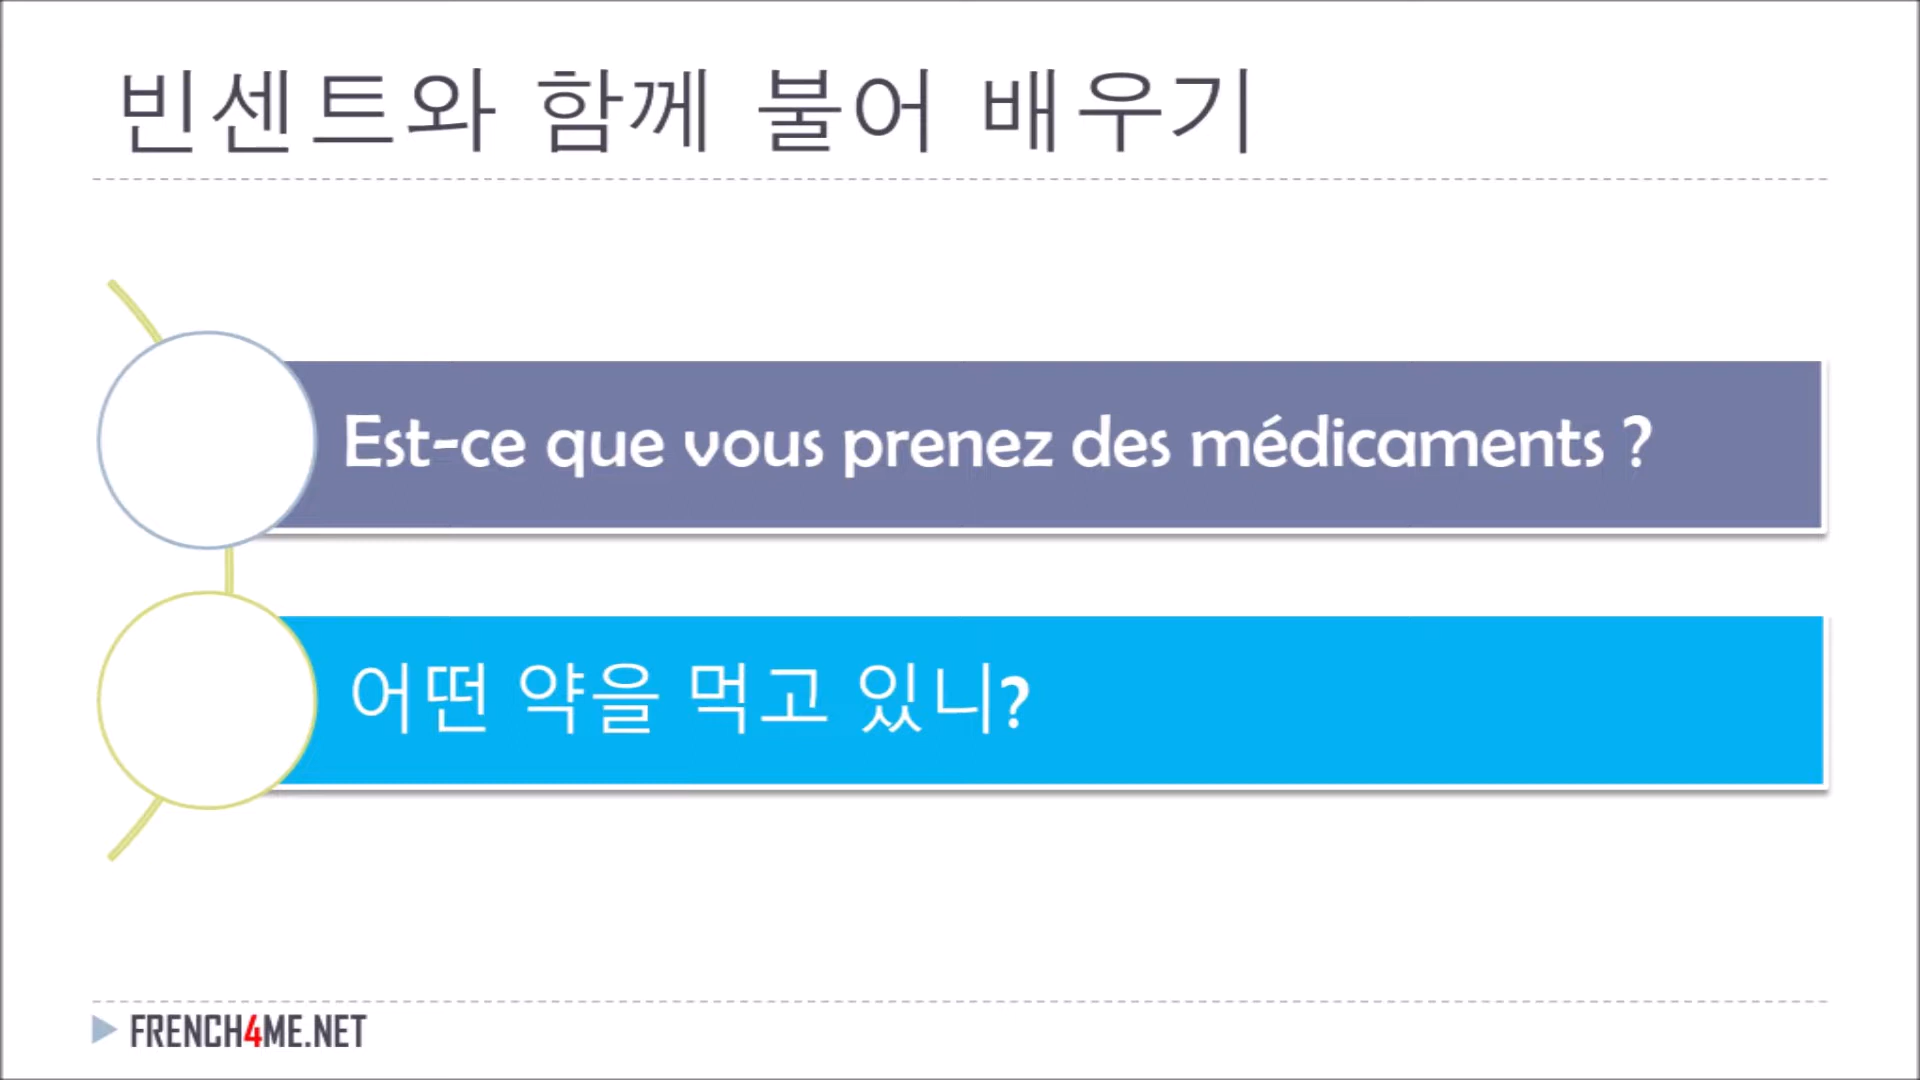 빈센트와 함께 불어 배우기
Est-ce que vous prenez des médicaments ?
어떤 약을 먹고 있니?
FRENCH4ME.NET